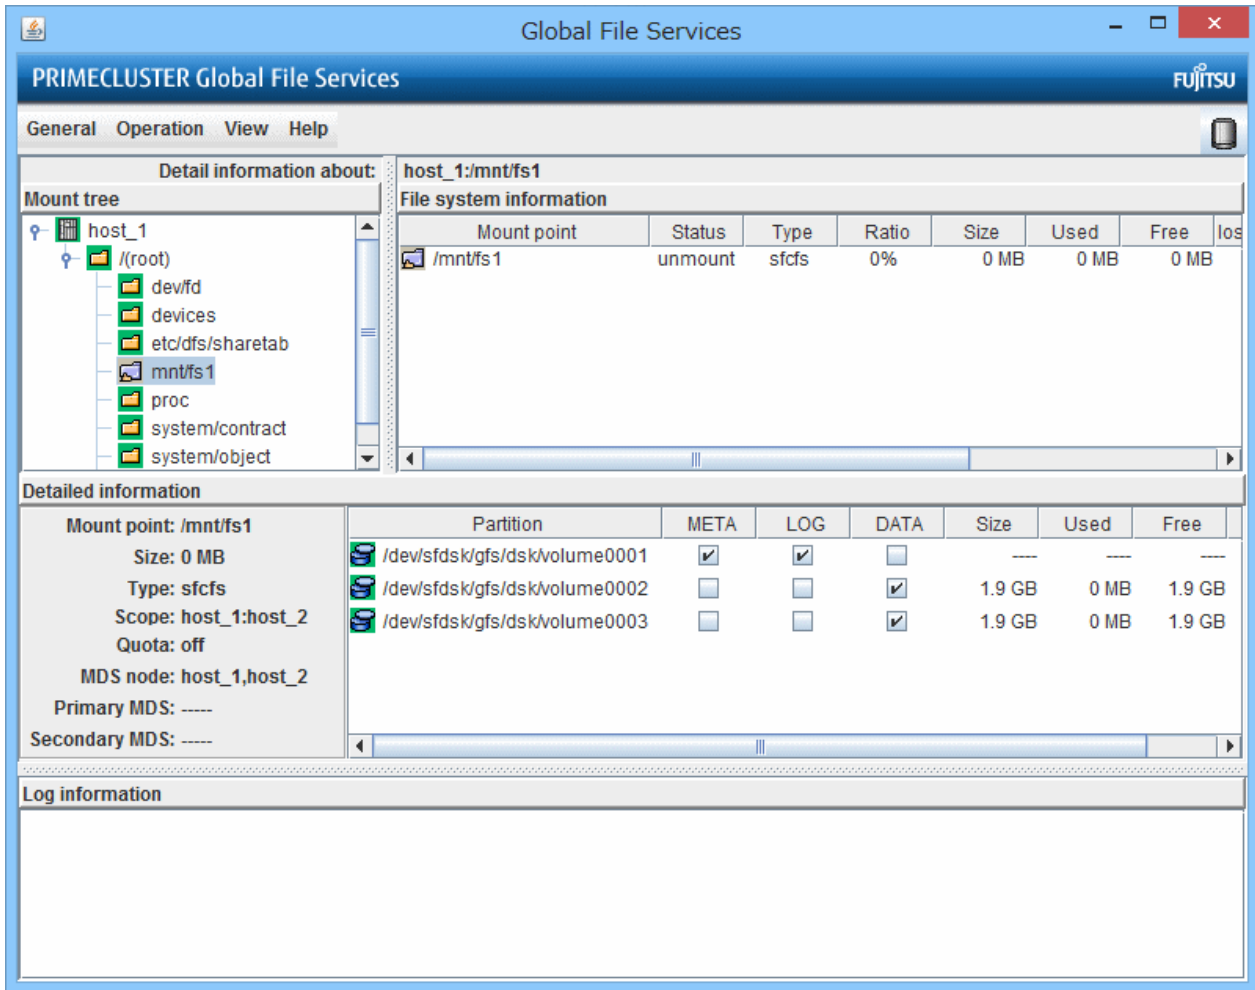 Global File Services
PRIMECLUSTER Global File Services
FUJITSU
General Operation View Help
Detail information about: host_1:/mnt/fs1
Mount tree
host_1
/(root)
dev/fd
devices
etc/dfs/sharetab
mnt/fs1
proc
system/contract
system/object
File system information
Mount point Status Type Ratio Size Used Free los
/mnt/fs1 unmount sfcfs 0% 0 MB 0 MB 0 MB
Detailed information
Mount point: /mnt/fs1
Size: 0 MB
Type: sfcfs
Scope: host_1:host_2
Quota: off
MDS node: host_1,host_2
Primary MDS: -----
Secondary MDS: -----
Partition META LOG DATA Size Used Free
/dev/sfdsk/gfs/dsk/volume0001 ---- ---- ----
/dev/sfdsk/gfs/dsk/volume0002 1.9 GB 0 MB 1.9 GB
/dev/sfdsk/gfs/dsk/volume0003 1.9 GB 0 MB 1.9 GB
Log information